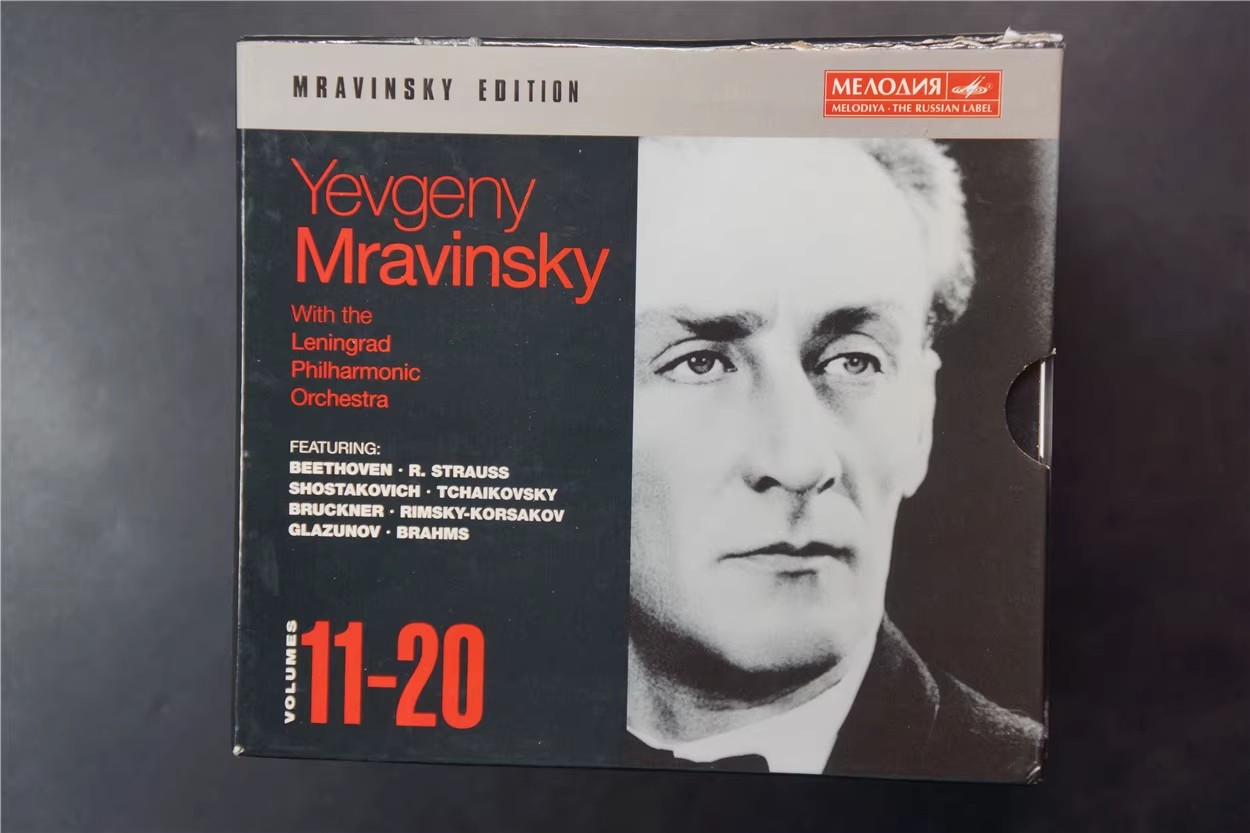 MRAVINSKY EDITION
МЕЛОДИЯ
MELODIYA · THE RUSSIAN LABEL
Yevgeny
Mravinsky
With the
Leningrad
Philharmonic
Orchestra
FEATURING:
BEETHOVEN · R. STRAUSS
SHOSTAKOVICH · TCHAIKOVSKY
BRUCKNER · RIMSKY-KORSAKOV
GLAZUNOV · BRAHMS
VOLUMES
11–20